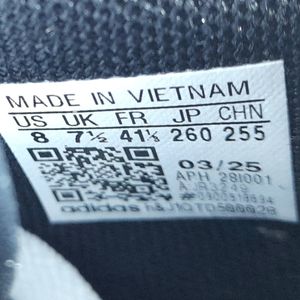 MADE IN VIETNAM
US UK FR JP CHN
8 7½ 41⅓ 260 255
03/25
APH 281001
adidas